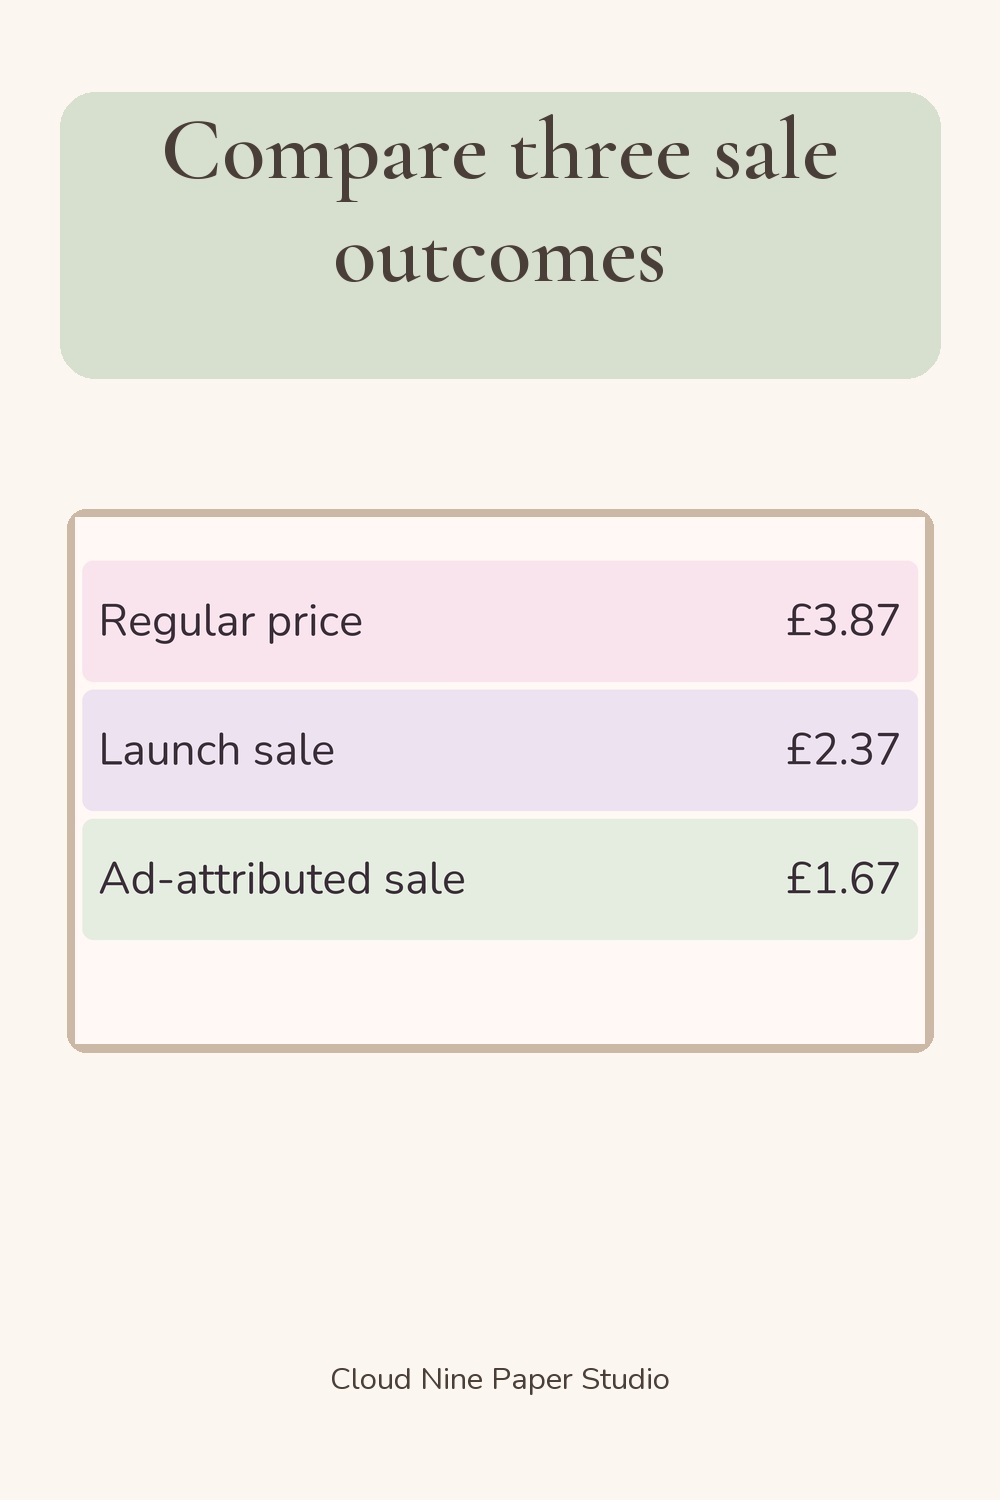 Compare three sale
outcomes
Regular price £3.87
Launch sale £2.37
Ad-attributed sale £1.67
Cloud Nine Paper Studio